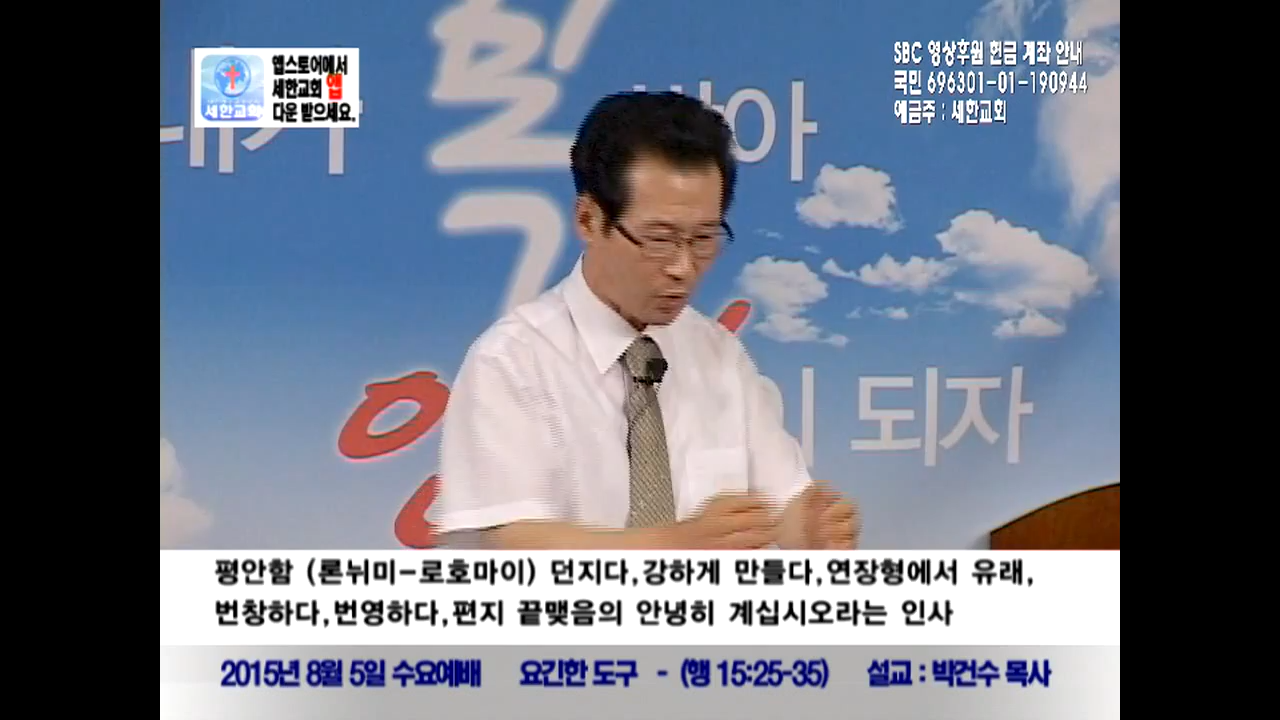 앱스토어에서
세한교회 앱
다운 받으세요.
세한교회
SBC 영상후원 헌금 계좌 안내
국민 696301-01-190944
예금주 : 세한교회
내가 복 받아
이 되자
평안함 (론뉘미-로호마이) 던지다,강하게 만들다,연장형에서 유래,
번창하다,번영하다,편지 끝맺음의 안녕히 계십시오라는 인사
2015년 8월 5일 수요예배 요긴한 도구 - (행 15:25-35) 설교 : 박건수 목사